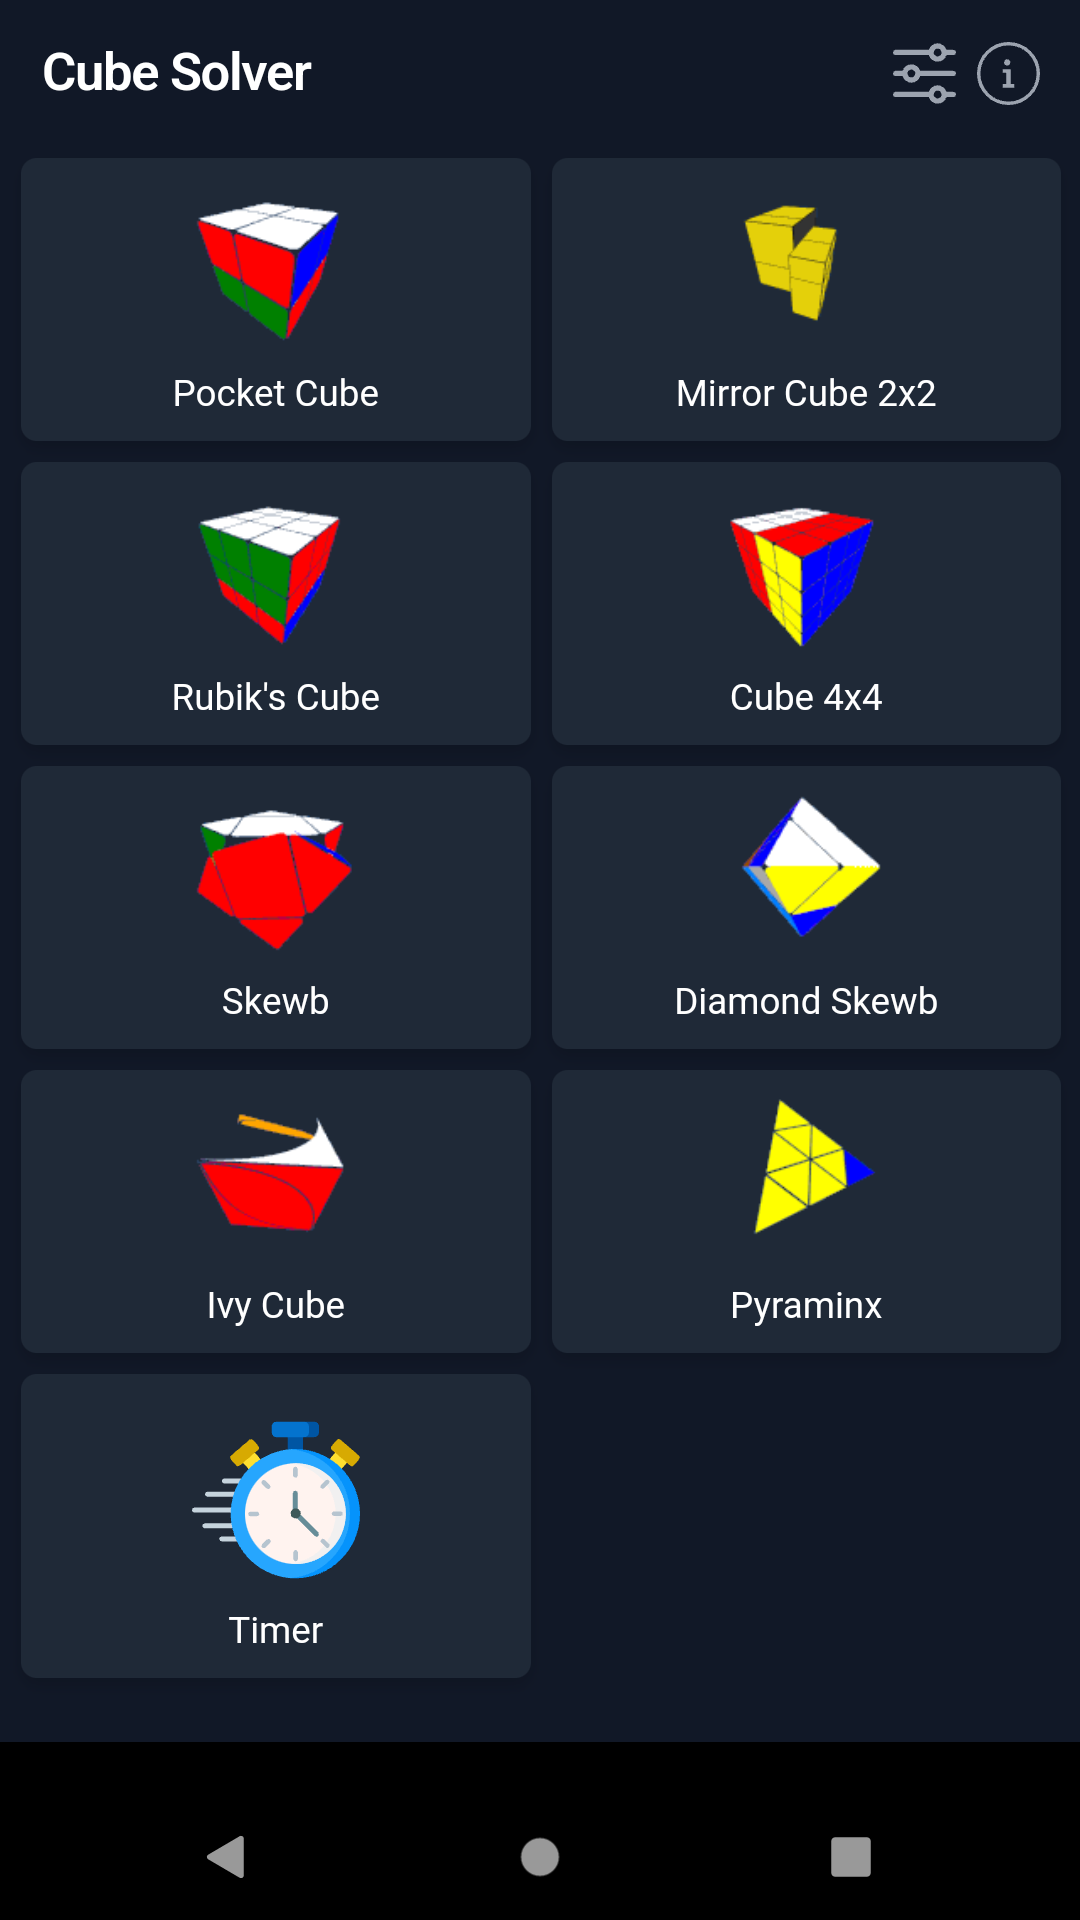 Cube Solver
Pocket Cube
Mirror Cube 2x2
Rubik's Cube
Cube 4x4
Skewb
Diamond Skewb
Ivy Cube
Pyraminx
Timer